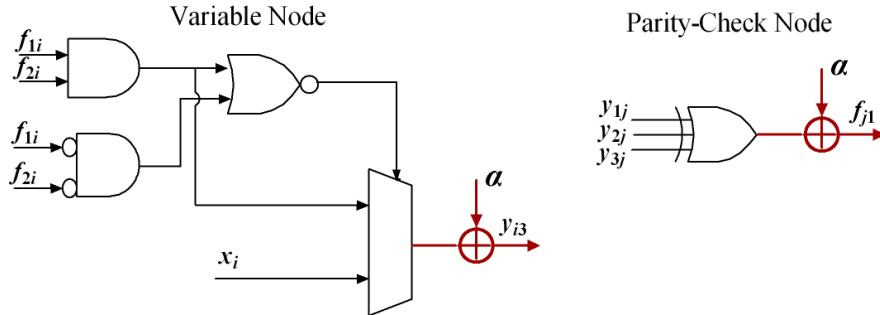 Variable Node
f1i
f2i
f1i
f2i
xi
α
yi3
Parity-Check Node
y1j
y2j
y3j
α
fj1